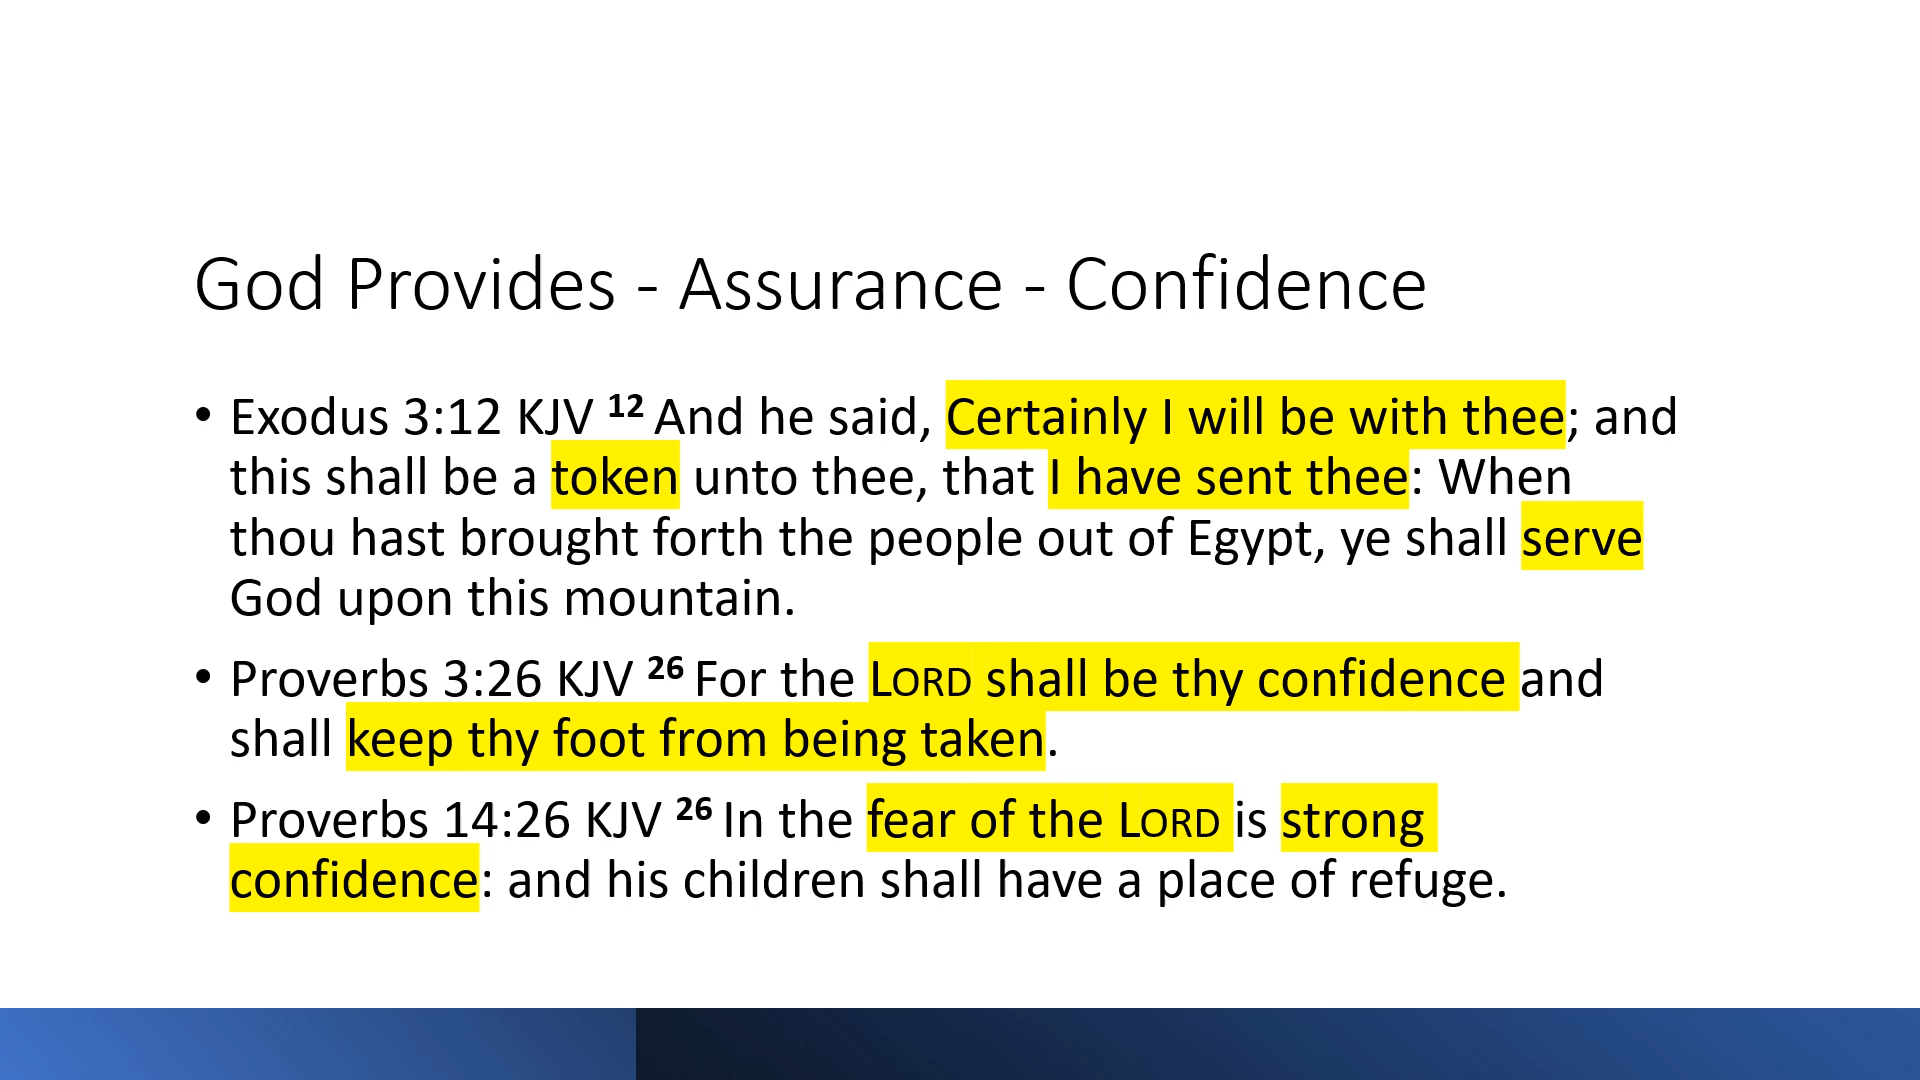 God Provides - Assurance - Confidence
• Exodus 3:12 KJV 12 And he said, Certainly I will be with thee; and
this shall be a token unto thee, that I have sent thee: When
thou hast brought forth the people out of Egypt, ye shall serve
God upon this mountain.
• Proverbs 3:26 KJV 26 For the LORD shall be thy confidence and
shall keep thy foot from being taken.
• Proverbs 14:26 KJV 26 In the fear of the LORD is strong
confidence: and his children shall have a place of refuge.